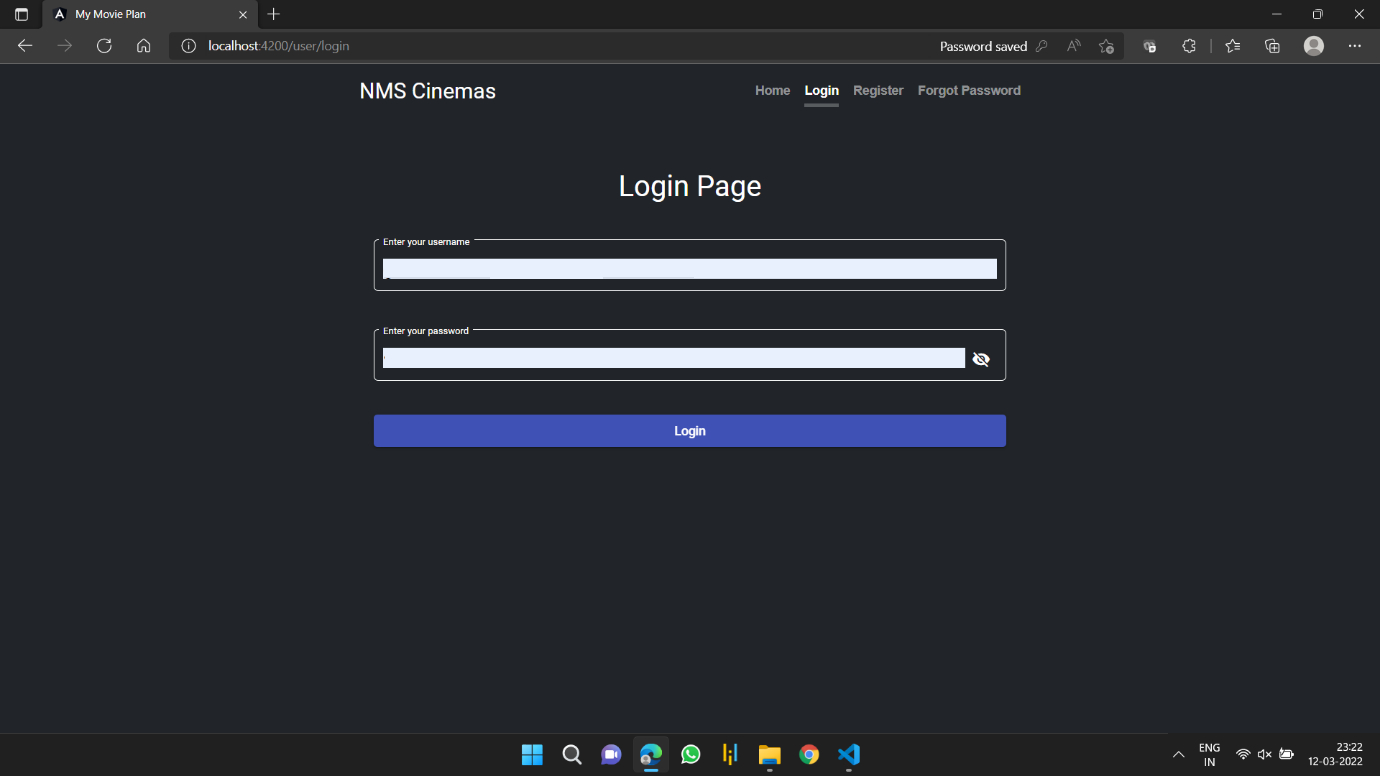 My Movie Plan
localhost:4200/user/login
Password saved
NMS Cinemas
Home Login Register Forgot Password
Login Page
Enter your username
Enter your password
Login
ENG
IN
23:22
12-03-2022